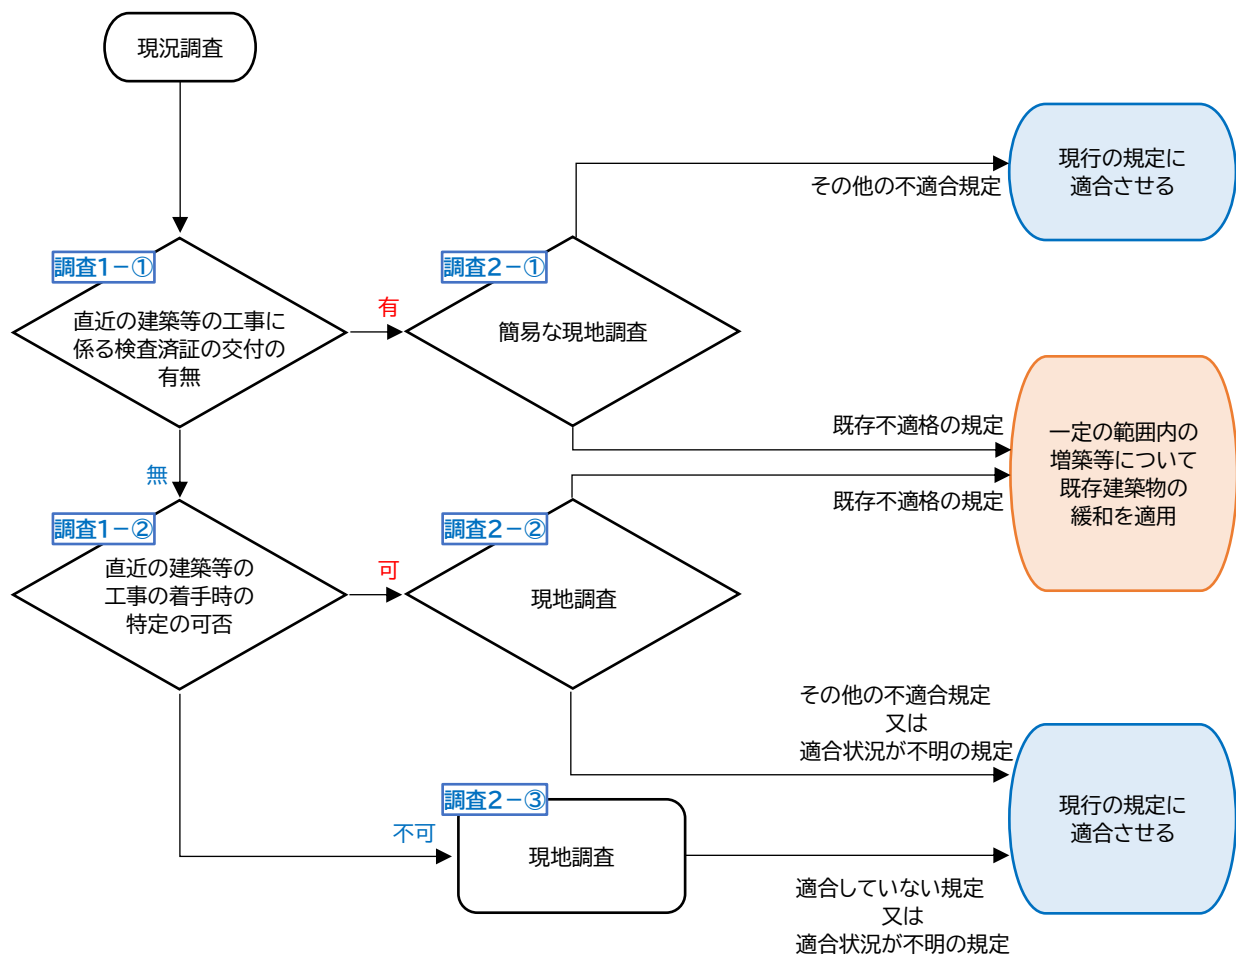 現況調査
調査1－①
直近の建築等の工事に
係る検査済証の交付の
有無
有
無
調査2－①
簡易な現地調査
その他の不適合規定
現行の規定に
適合させる
既存不適格の規定
一定の範囲内の
増築等について
既存建築物の
緩和を適用
調査1－②
直近の建築等の
工事の着手時の
特定の可否
可
不可
調査2－②
現地調査
既存不適格の規定
その他の不適合規定
又は
適合状況が不明の規定
調査2－③
現地調査
適合していない規定
又は
適合状況が不明の規定
現行の規定に
適合させる